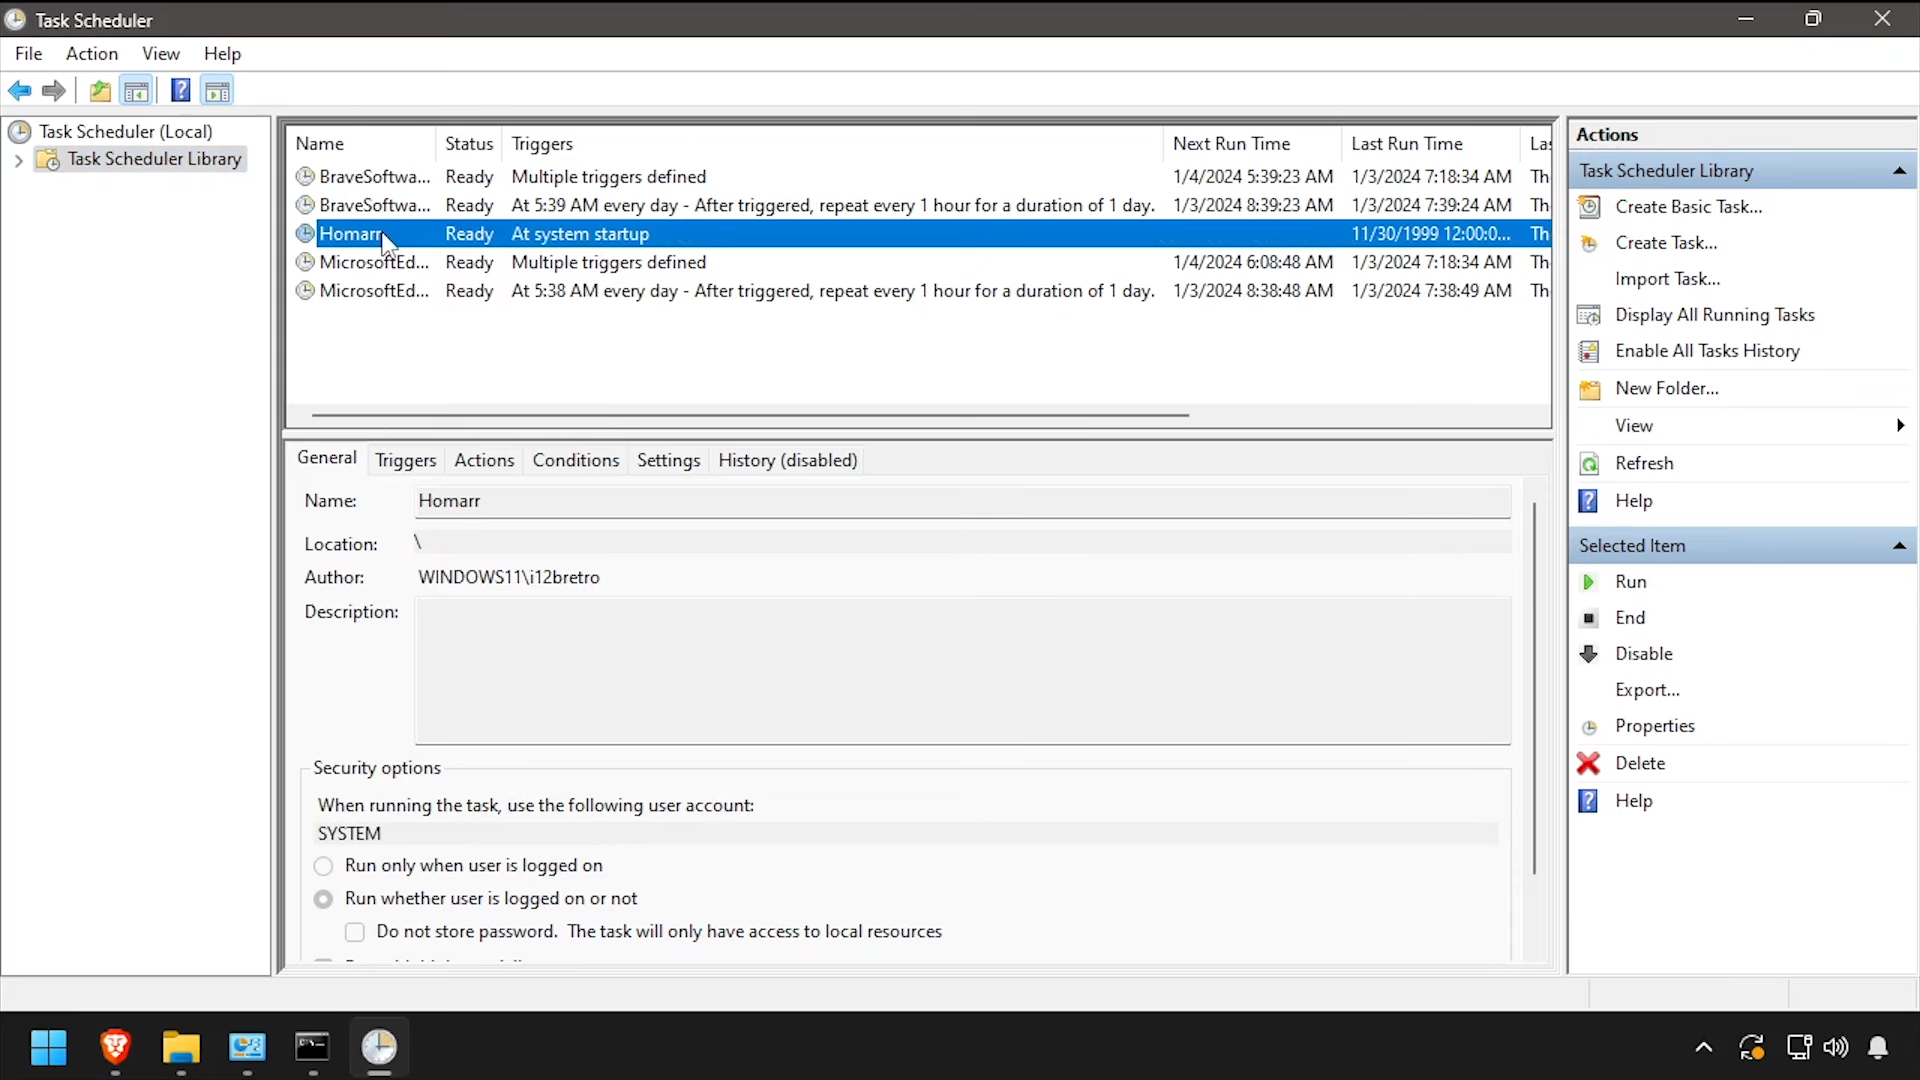 Task Scheduler
File Action View Help
Task Scheduler (Local)
Task Scheduler Library
Name Status Triggers Next Run Time Last Run Time Las
BraveSoftwa... Ready Multiple triggers defined 1/4/2024 5:39:23 AM 1/3/2024 7:18:34 AM Th
BraveSoftwa... Ready At 5:39 AM every day - After triggered, repeat every 1 hour for a duration of 1 day. 1/3/2024 8:39:23 AM 1/3/2024 7:39:24 AM Th
Homarr Ready At system startup 11/30/1999 12:00:0... Th
MicrosoftEd... Ready Multiple triggers defined 1/4/2024 6:08:48 AM 1/3/2024 7:18:34 AM Th
MicrosoftEd... Ready At 5:38 AM every day - After triggered, repeat every 1 hour for a duration of 1 day. 1/3/2024 8:38:48 AM 1/3/2024 7:38:49 AM Th
General Triggers Actions Conditions Settings History (disabled)
Name: Homarr
Location: \
Author: WINDOWS11\i12bretro
Description:
Security options
When running the task, use the following user account:
SYSTEM
Run only when user is logged on
Run whether user is logged on or not
Do not store password. The task will only have access to local resources
Actions
Task Scheduler Library
Create Basic Task...
Create Task...
Import Task...
Display All Running Tasks
Enable All Tasks History
New Folder...
View
Refresh
Help
Selected Item
Run
End
Disable
Export...
Properties
Delete
Help